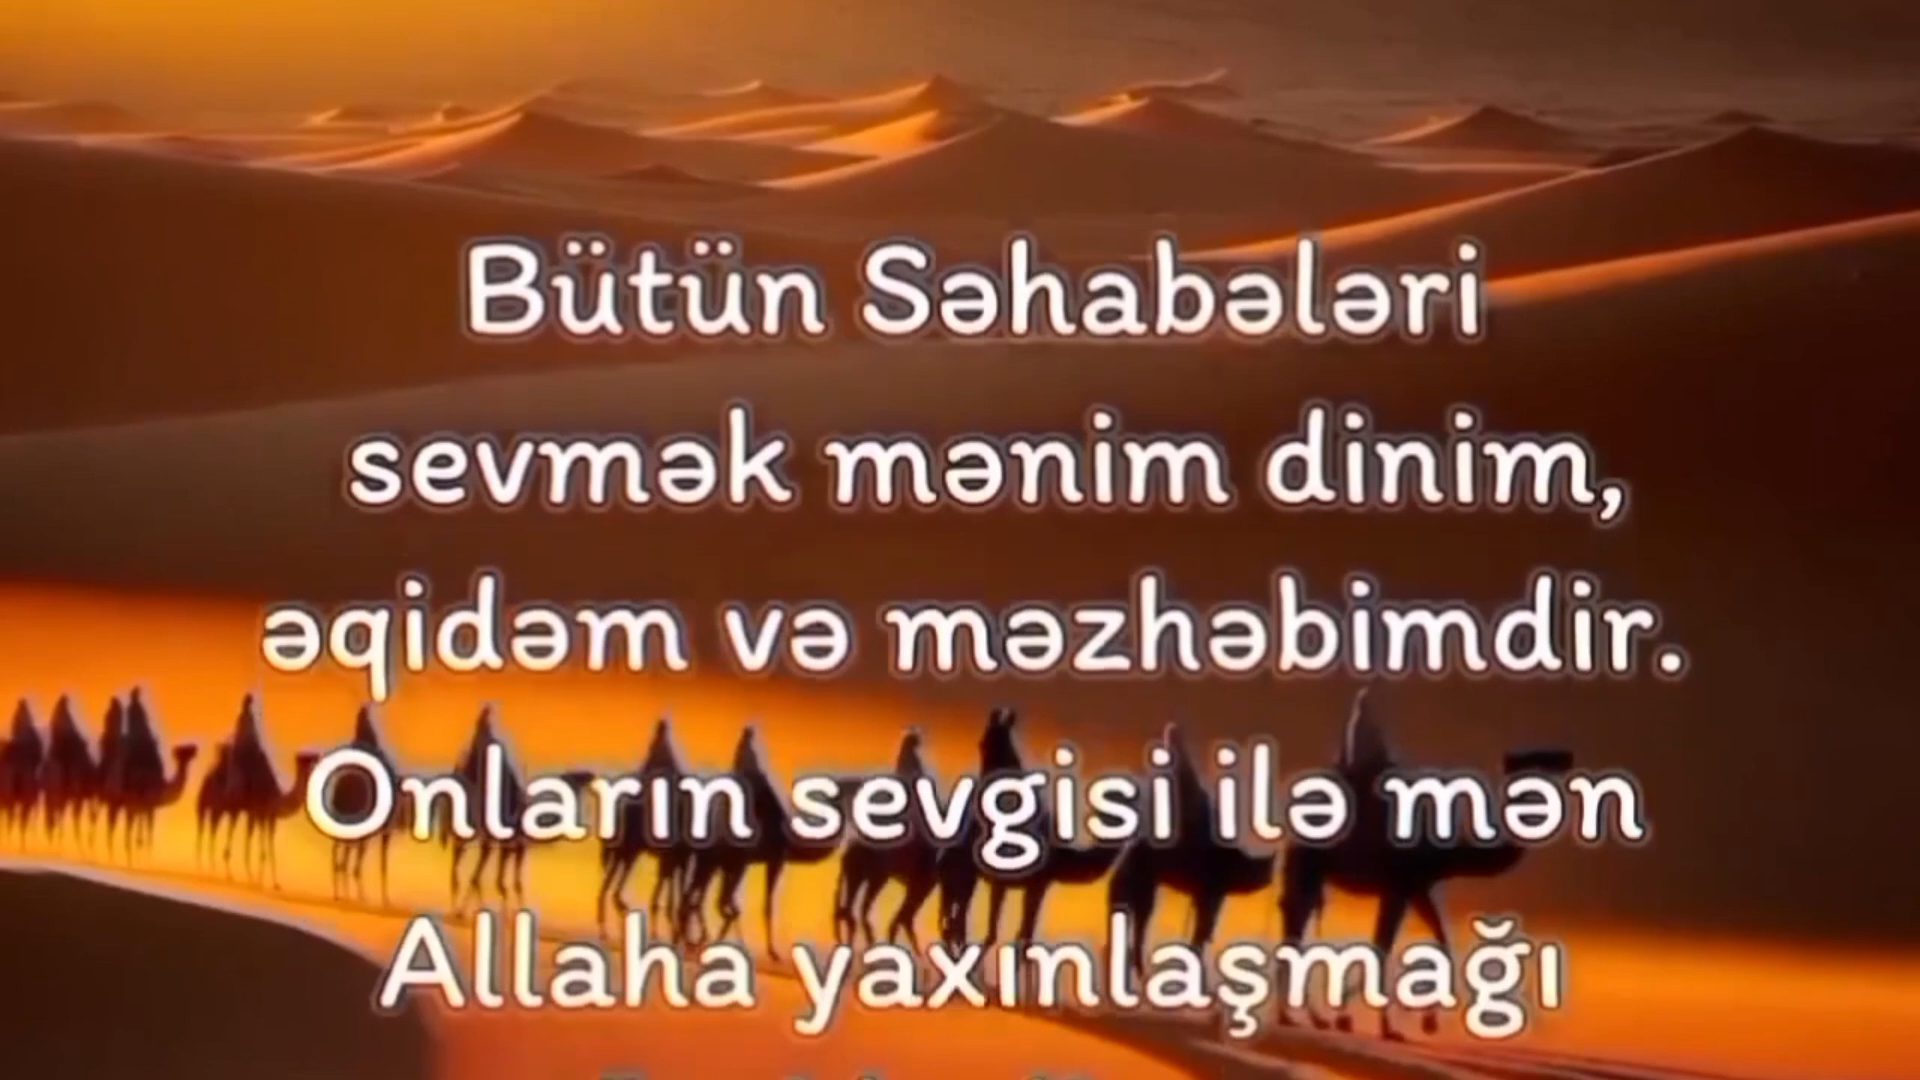 Bütün Səhabələri
sevmək mənim dinim,
əqidəm və məzhəbimdir.
Onların sevgisi ilə mən
Allaha yaxınlaşmağı